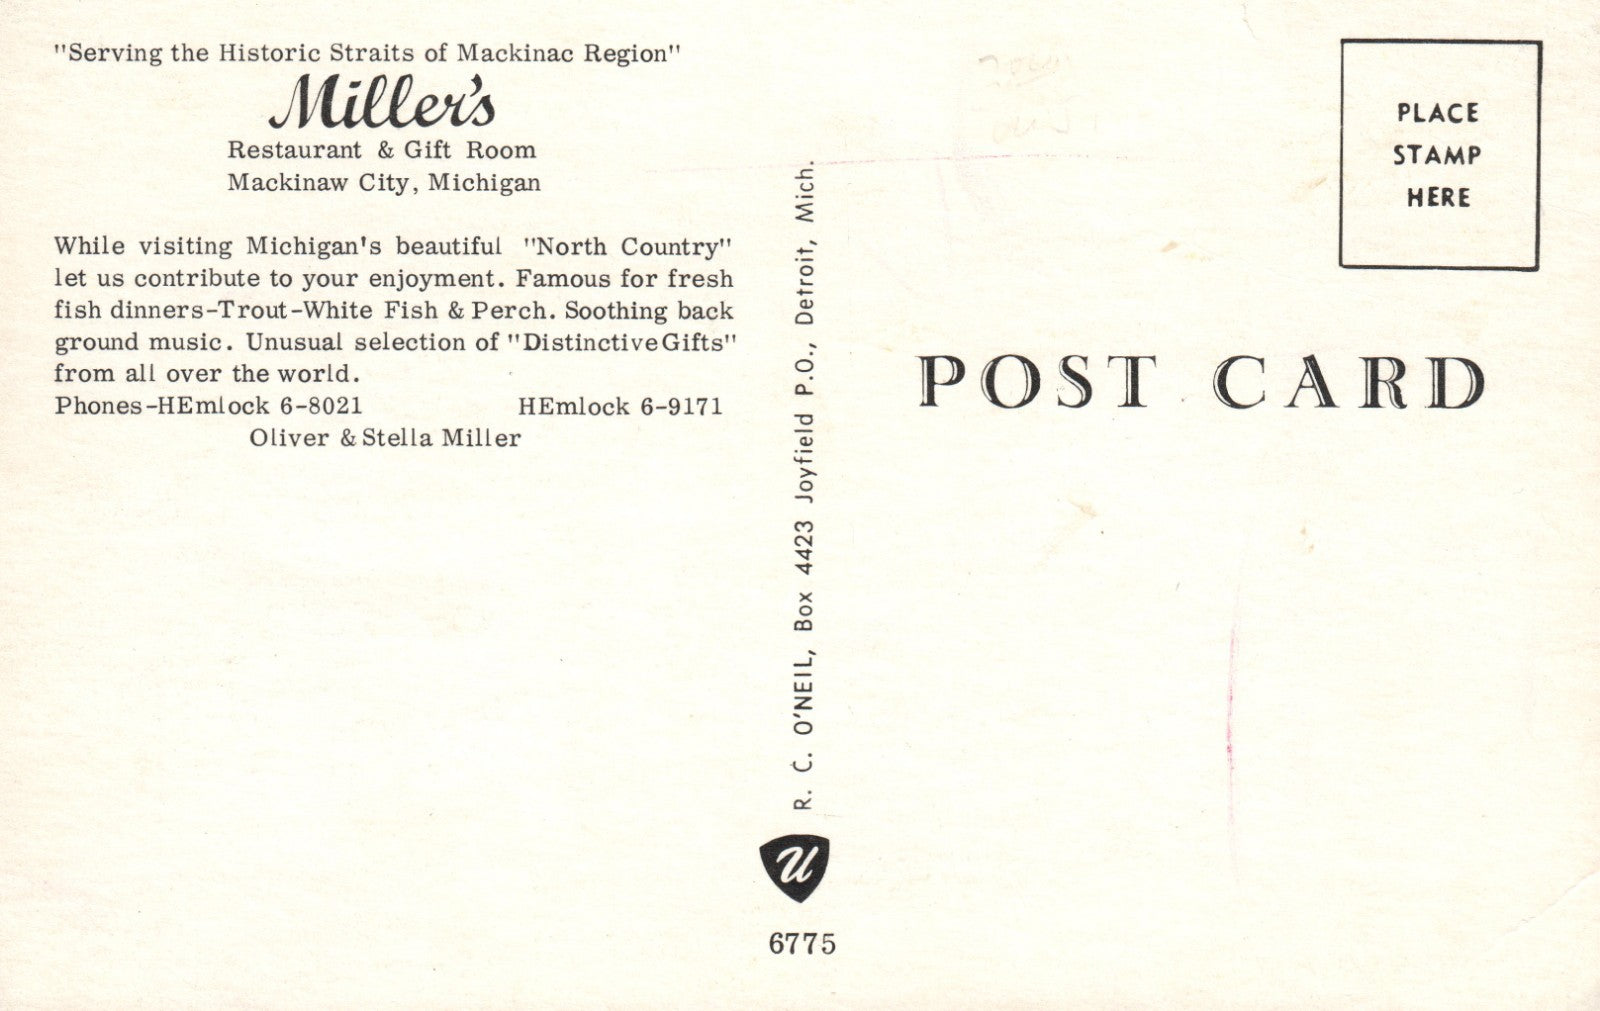 "Serving the Historic Straits of Mackinac Region"
Miller's
Restaurant & Gift Room
Mackinaw City, Michigan
While visiting Michigan's beautiful "North Country"
let us contribute to your enjoyment. Famous for fresh
fish dinners-Trout-White Fish & Perch. Soothing back
ground music. Unusual selection of "Distinctive Gifts"
from all over the world.
Phones-HEmlock 6-8021 HEmlock 6-9171
Oliver & Stella Miller
R. C. O'NEIL, Box 4423 Joyfield P.O., Detroit, Mich.
U
6775
PLACE
STAMP
HERE
POST CARD